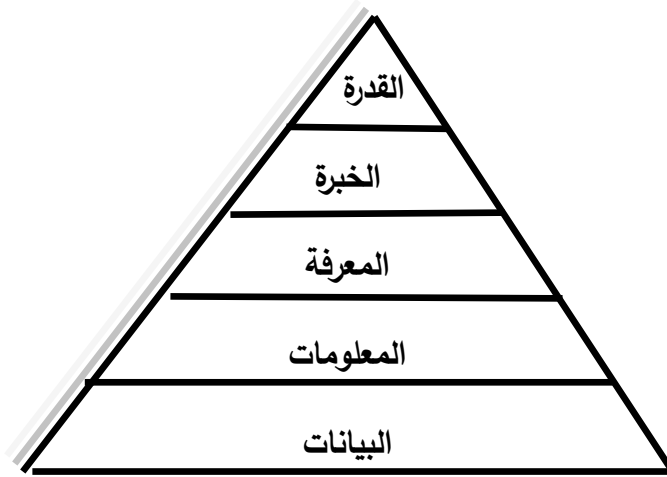 القدرة
الخبرة
المعرفة
المعلومات
البيانات